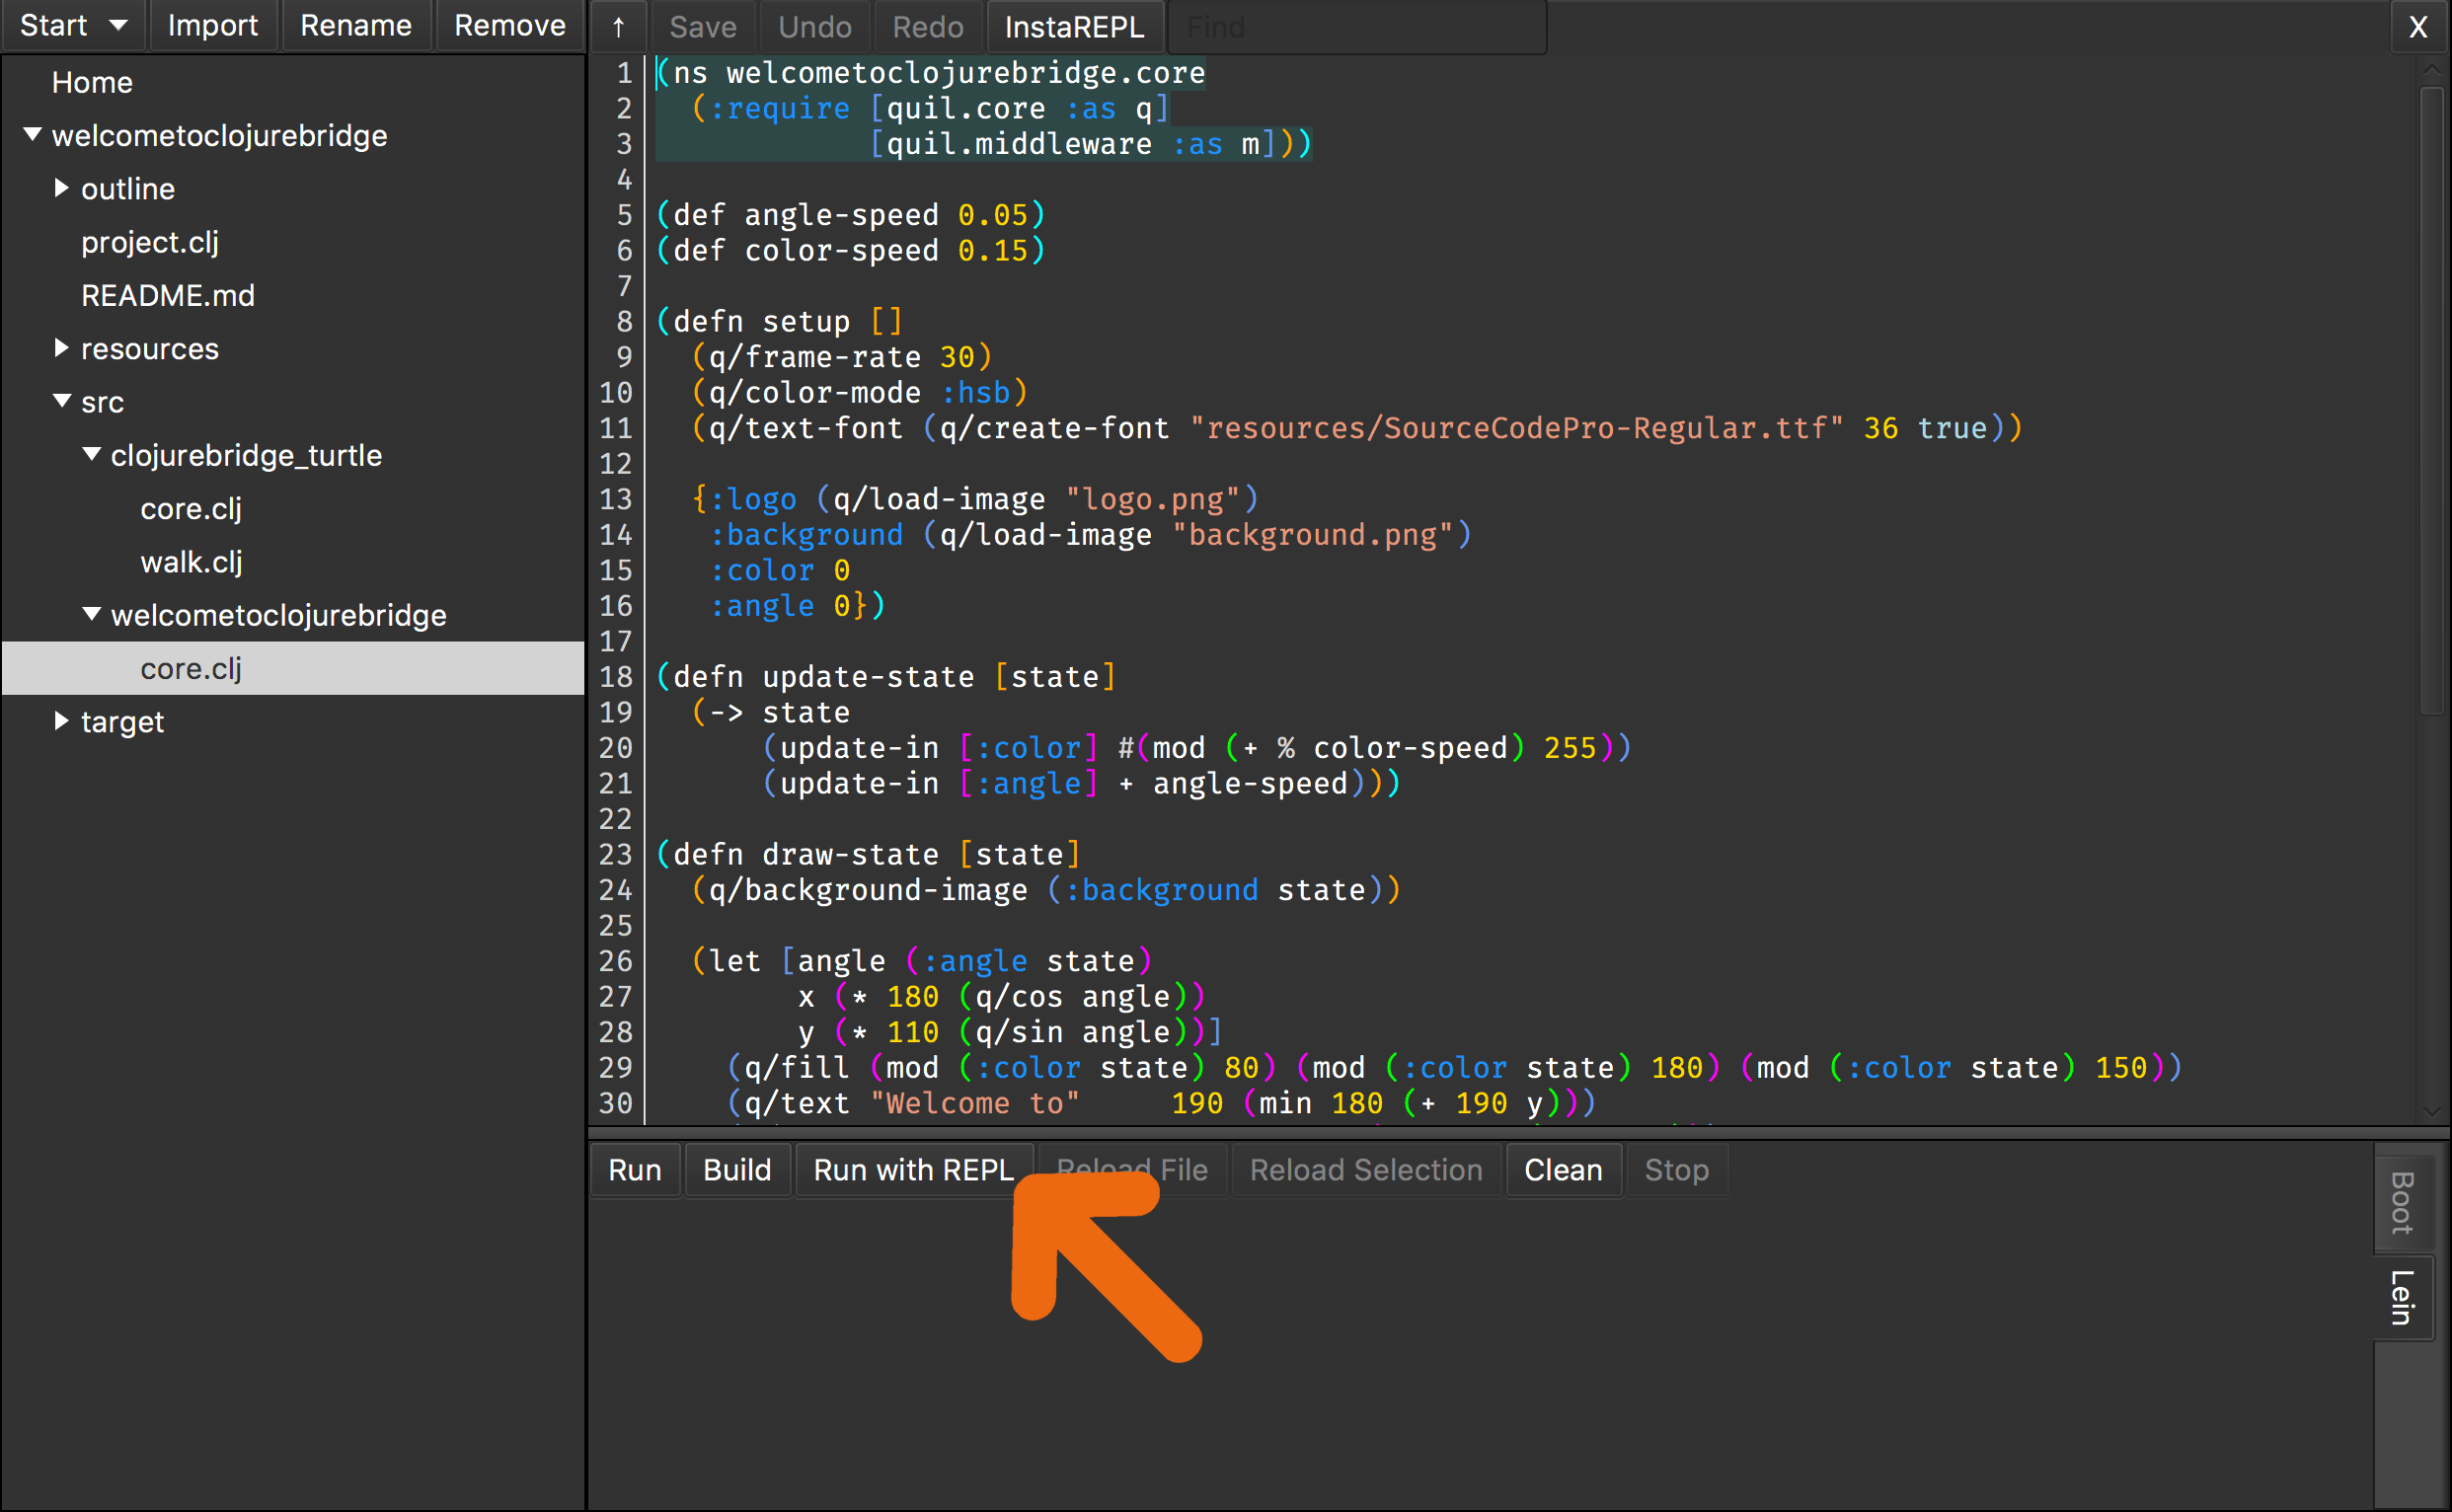 Start Import Rename Remove ↑ Save Undo Redo InstaREPL Find X
Home
welcometoclojurebridge
outline
project.clj
README.md
resources
src
clojurebridge_turtle
core.clj
walk.clj
welcometoclojurebridge
core.clj
target
1 (ns welcometoclojurebridge.core
2   (:require [quil.core :as q]
3             [quil.middleware :as m]))
4
5 (def angle-speed 0.05)
6 (def color-speed 0.15)
7
8 (defn setup []
9   (q/frame-rate 30)
10   (q/color-mode :hsb)
11   (q/text-font (q/create-font "resources/SourceCodePro-Regular.ttf" 36 true))
12
13   {:logo (q/load-image "logo.png")
14    :background (q/load-image "background.png")
15    :color 0
16    :angle 0})
17
18 (defn update-state [state]
19   (-> state
20       (update-in [:color] #(mod (+ % color-speed) 255))
21       (update-in [:angle] + angle-speed)))
22
23 (defn draw-state [state]
24   (q/background-image (:background state))
25
26   (let [angle (:angle state)
27         x (* 180 (q/cos angle))
28         y (* 110 (q/sin angle))]
29     (q/fill (mod (:color state) 80) (mod (:color state) 180) (mod (:color state) 150))
30     (q/text "Welcome to"     190 (min 180 (+ 190 y)))
Run Build Run with REPL Reload File Reload Selection Clean Stop
Boot
Lein